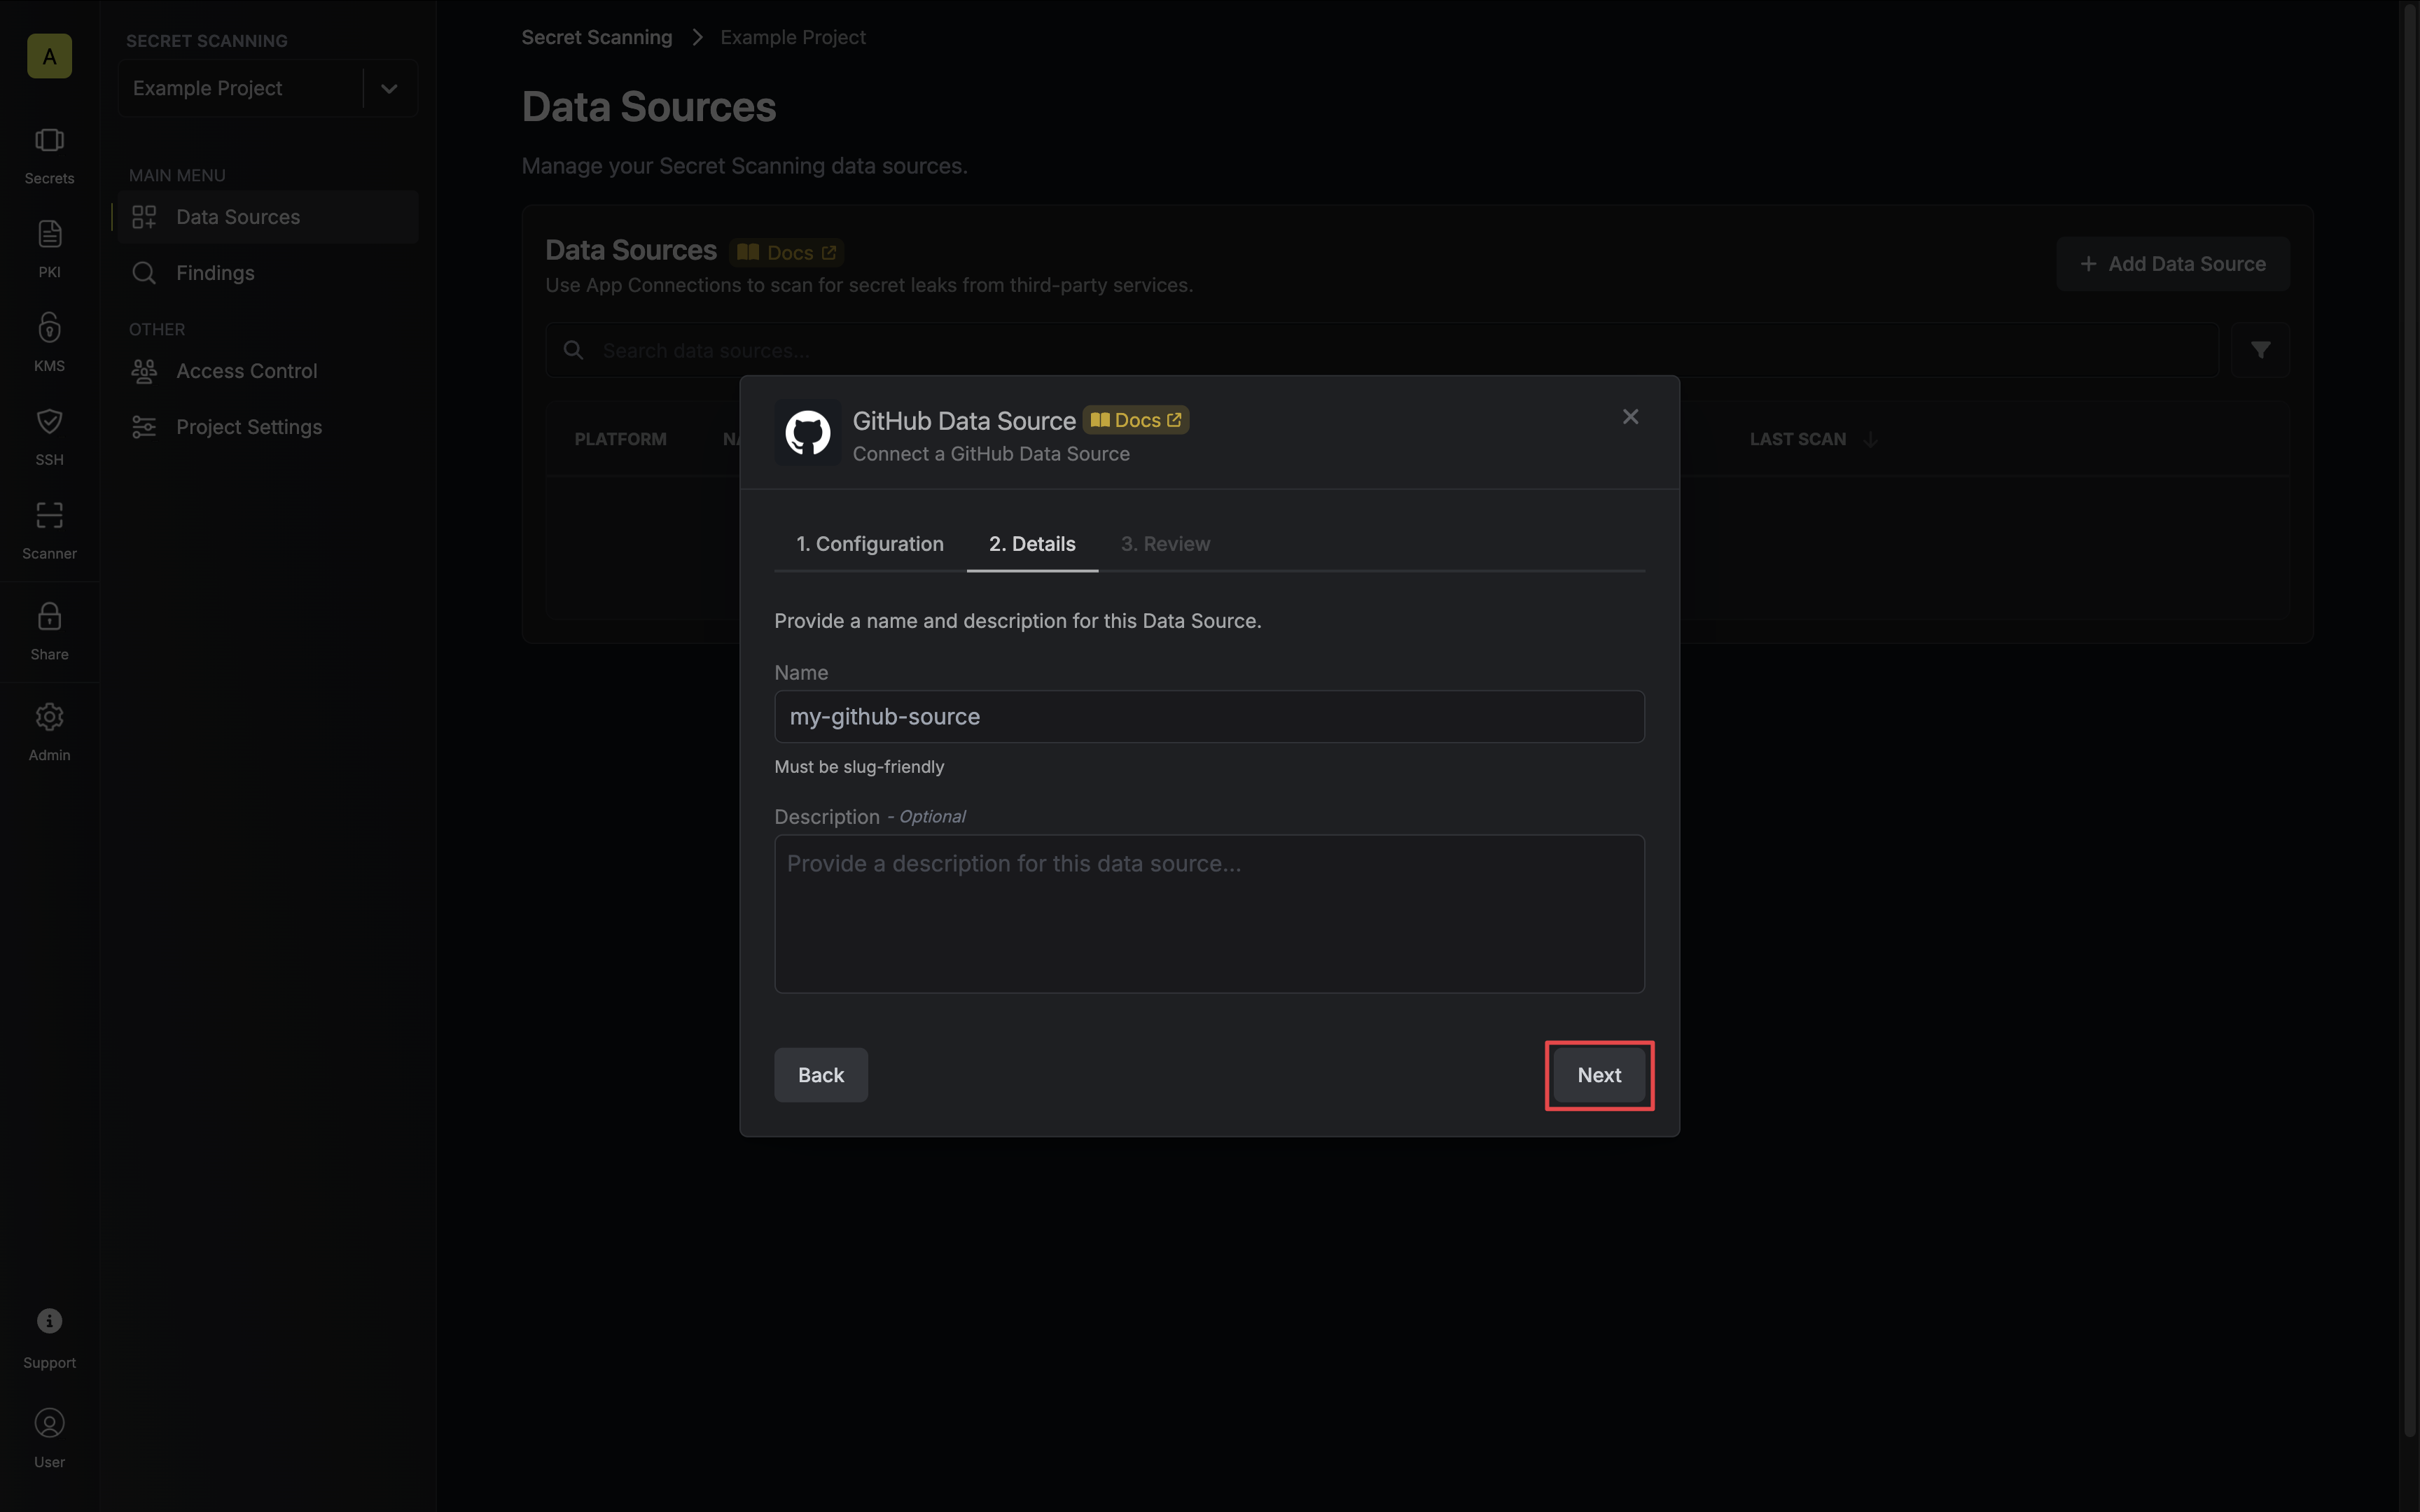 A
Secrets
PKI
KMS
SSH
Scanner
Share
Admin
Support
User
SECRET SCANNING
Example Project
MAIN MENU
Data Sources
Findings
OTHER
Access Control
Project Settings
Secret Scanning Example Project
Data Sources
Manage your Secret Scanning data sources.
Data Sources Docs
Use App Connections to scan for secret leaks from third-party services.
+ Add Data Source
Search data sources...
PLATFORM NA LAST SCAN
GitHub Data Source Docs
Connect a GitHub Data Source
1. Configuration 2. Details 3. Review
Provide a name and description for this Data Source.
Name
my-github-source
Must be slug-friendly
Description - Optional
Provide a description for this data source...
Back Next